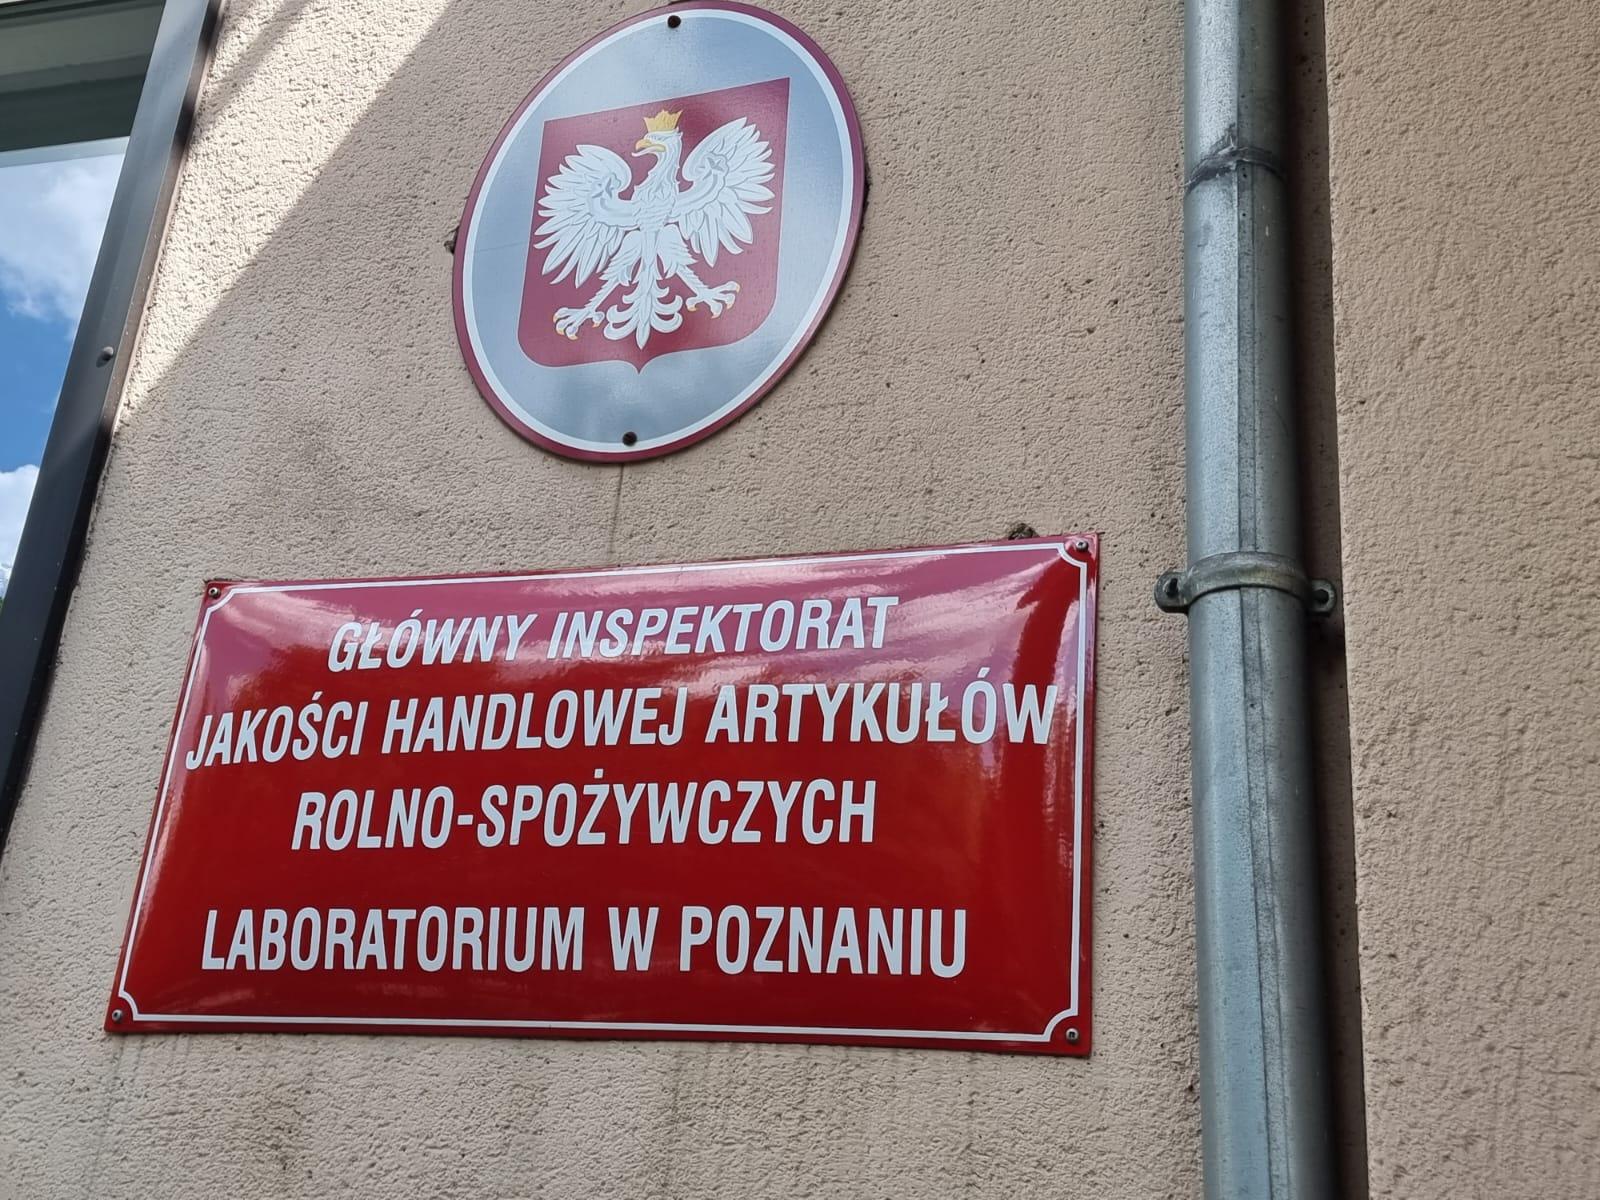 GŁÓWNY INSPEKTORAT
JAKOŚCI HANDLOWEJ ARTYKUŁÓW
ROLNO-SPOŻYWCZYCH
LABORATORIUM W POZNANIU